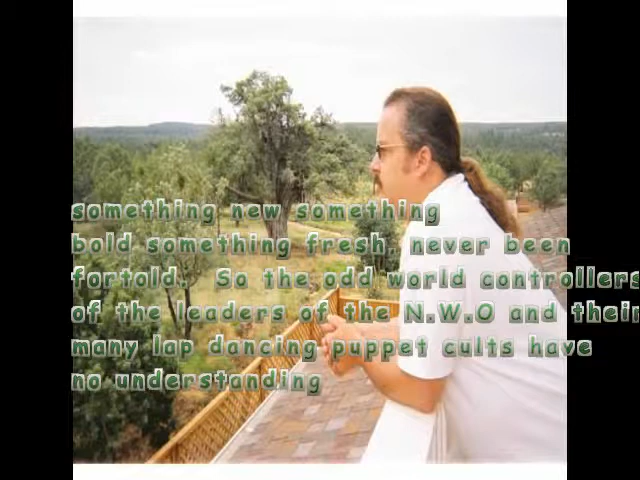 something new something
bold something fresh, never been
fortold. So the odd world controllers
of the leaders of the N.W.O and their
many lap dancing puppet cults have
no understanding